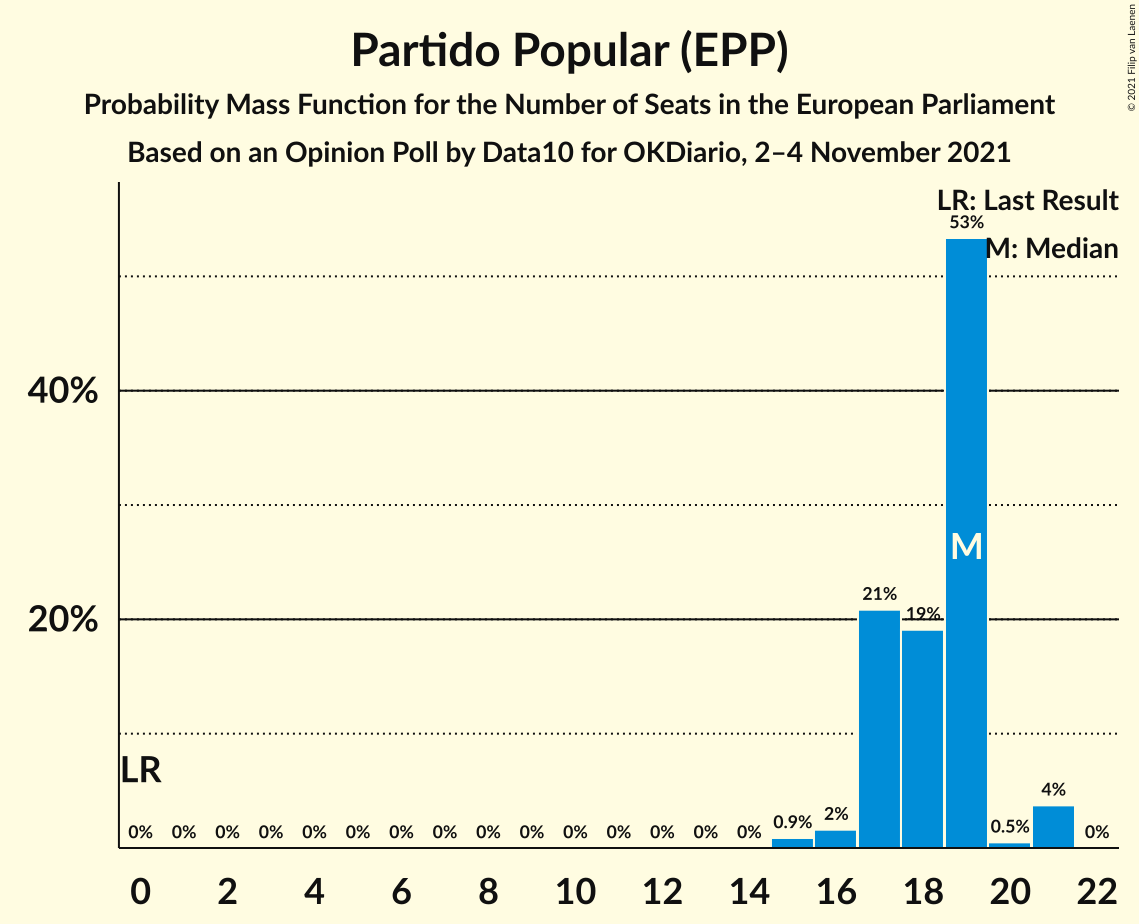 Partido Popular (EPP)
Probability Mass Function for the Number of Seats in the European Parliament
Based on an Opinion Poll by Data10 for OKDiario, 2–4 November 2021
© 2021 Filip van Laenen
LR: Last Result
M: Median
53%
40%
M
21%
19%
20%
LR
0% 0% 0% 0% 0% 0% 0% 0% 0% 0% 0% 0% 0% 0% 0% 0.9% 2% 0.5% 4% 0%
0 2 4 6 8 10 12 14 16 18 20 22